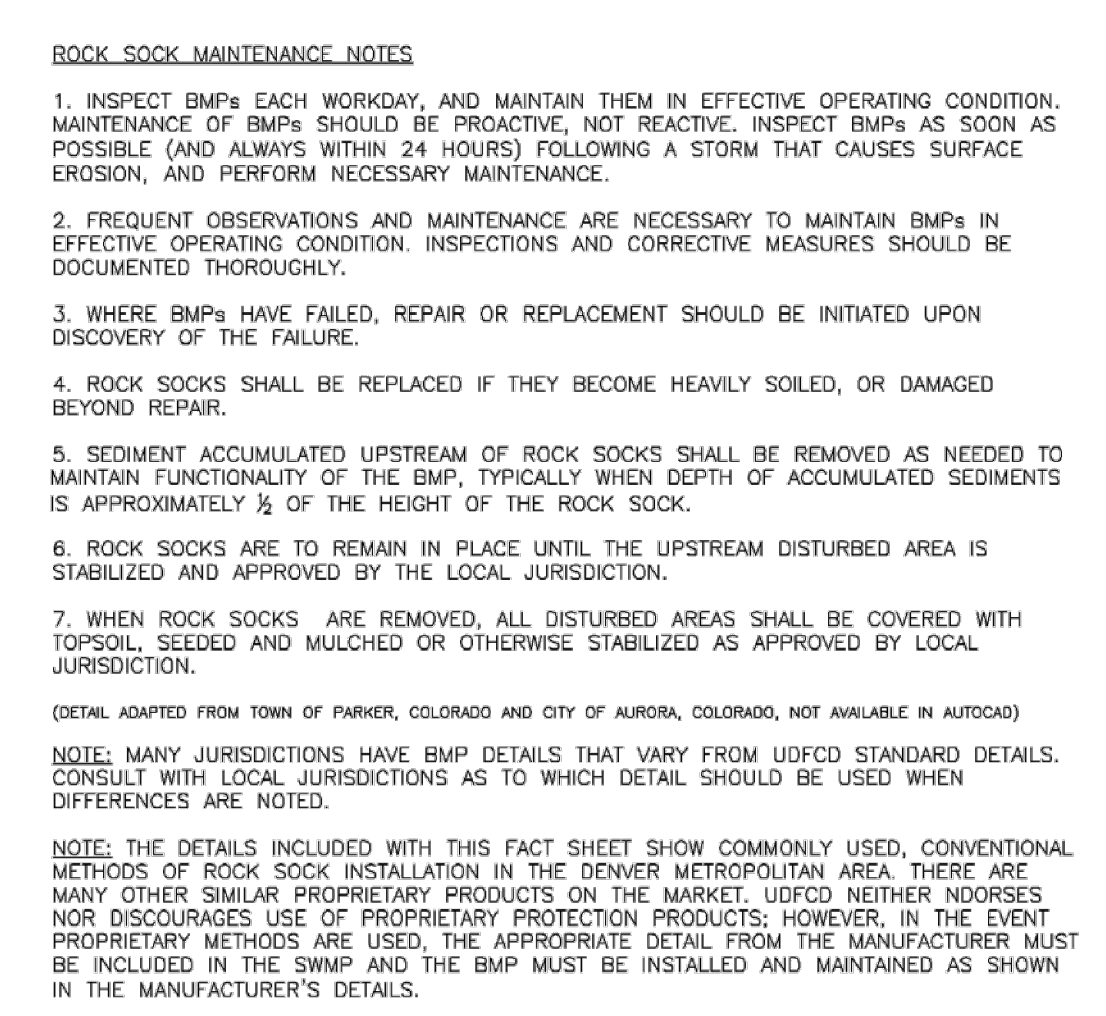 ROCK SOCK MAINTENANCE NOTES
1. INSPECT BMPs EACH WORKDAY, AND MAINTAIN THEM IN EFFECTIVE OPERATING CONDITION.
MAINTENANCE OF BMPs SHOULD BE PROACTIVE, NOT REACTIVE. INSPECT BMPs AS SOON AS
POSSIBLE (AND ALWAYS WITHIN 24 HOURS) FOLLOWING A STORM THAT CAUSES SURFACE
EROSION, AND PERFORM NECESSARY MAINTENANCE.
2. FREQUENT OBSERVATIONS AND MAINTENANCE ARE NECESSARY TO MAINTAIN BMPs IN
EFFECTIVE OPERATING CONDITION. INSPECTIONS AND CORRECTIVE MEASURES SHOULD BE
DOCUMENTED THOROUGHLY.
3. WHERE BMPs HAVE FAILED, REPAIR OR REPLACEMENT SHOULD BE INITIATED UPON
DISCOVERY OF THE FAILURE.
4. ROCK SOCKS SHALL BE REPLACED IF THEY BECOME HEAVILY SOILED, OR DAMAGED
BEYOND REPAIR.
5. SEDIMENT ACCUMULATED UPSTREAM OF ROCK SOCKS SHALL BE REMOVED AS NEEDED TO
MAINTAIN FUNCTIONALITY OF THE BMP, TYPICALLY WHEN DEPTH OF ACCUMULATED SEDIMENTS
IS APPROXIMATELY ½ OF THE HEIGHT OF THE ROCK SOCK.
6. ROCK SOCKS ARE TO REMAIN IN PLACE UNTIL THE UPSTREAM DISTURBED AREA IS
STABILIZED AND APPROVED BY THE LOCAL JURISDICTION.
7. WHEN ROCK SOCKS ARE REMOVED, ALL DISTURBED AREAS SHALL BE COVERED WITH
TOPSOIL, SEEDED AND MULCHED OR OTHERWISE STABILIZED AS APPROVED BY LOCAL
JURISDICTION.
(DETAIL ADAPTED FROM TOWN OF PARKER, COLORADO AND CITY OF AURORA, COLORADO, NOT AVAILABLE IN AUTOCAD)
NOTE: MANY JURISDICTIONS HAVE BMP DETAILS THAT VARY FROM UDFCD STANDARD DETAILS.
CONSULT WITH LOCAL JURISDICTIONS AS TO WHICH DETAIL SHOULD BE USED WHEN
DIFFERENCES ARE NOTED.
NOTE: THE DETAILS INCLUDED WITH THIS FACT SHEET SHOW COMMONLY USED, CONVENTIONAL
METHODS OF ROCK SOCK INSTALLATION IN THE DENVER METROPOLITAN AREA. THERE ARE
MANY OTHER SIMILAR PROPRIETARY PRODUCTS ON THE MARKET. UDFCD NEITHER NDORSES
NOR DISCOURAGES USE OF PROPRIETARY PROTECTION PRODUCTS; HOWEVER, IN THE EVENT
PROPRIETARY METHODS ARE USED, THE APPROPRIATE DETAIL FROM THE MANUFACTURER MUST
BE INCLUDED IN THE SWMP AND THE BMP MUST BE INSTALLED AND MAINTAINED AS SHOWN
IN THE MANUFACTURER'S DETAILS.